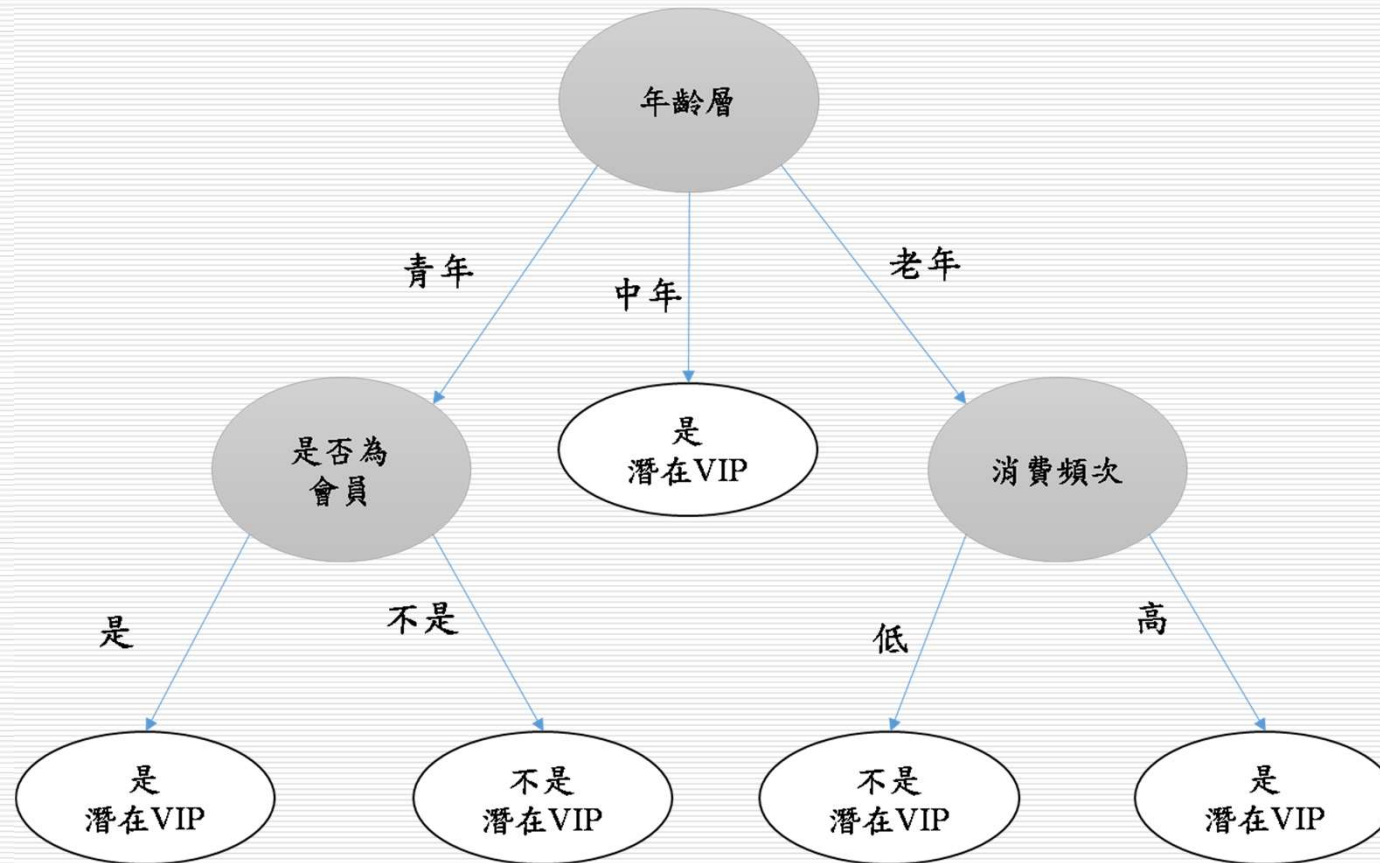 年齡層
青年
中年
老年
是否為
會員
是
潛在VIP
消費頻次
是
不是
低
高
是
潛在VIP
不是
潛在VIP
不是
潛在VIP
是
潛在VIP